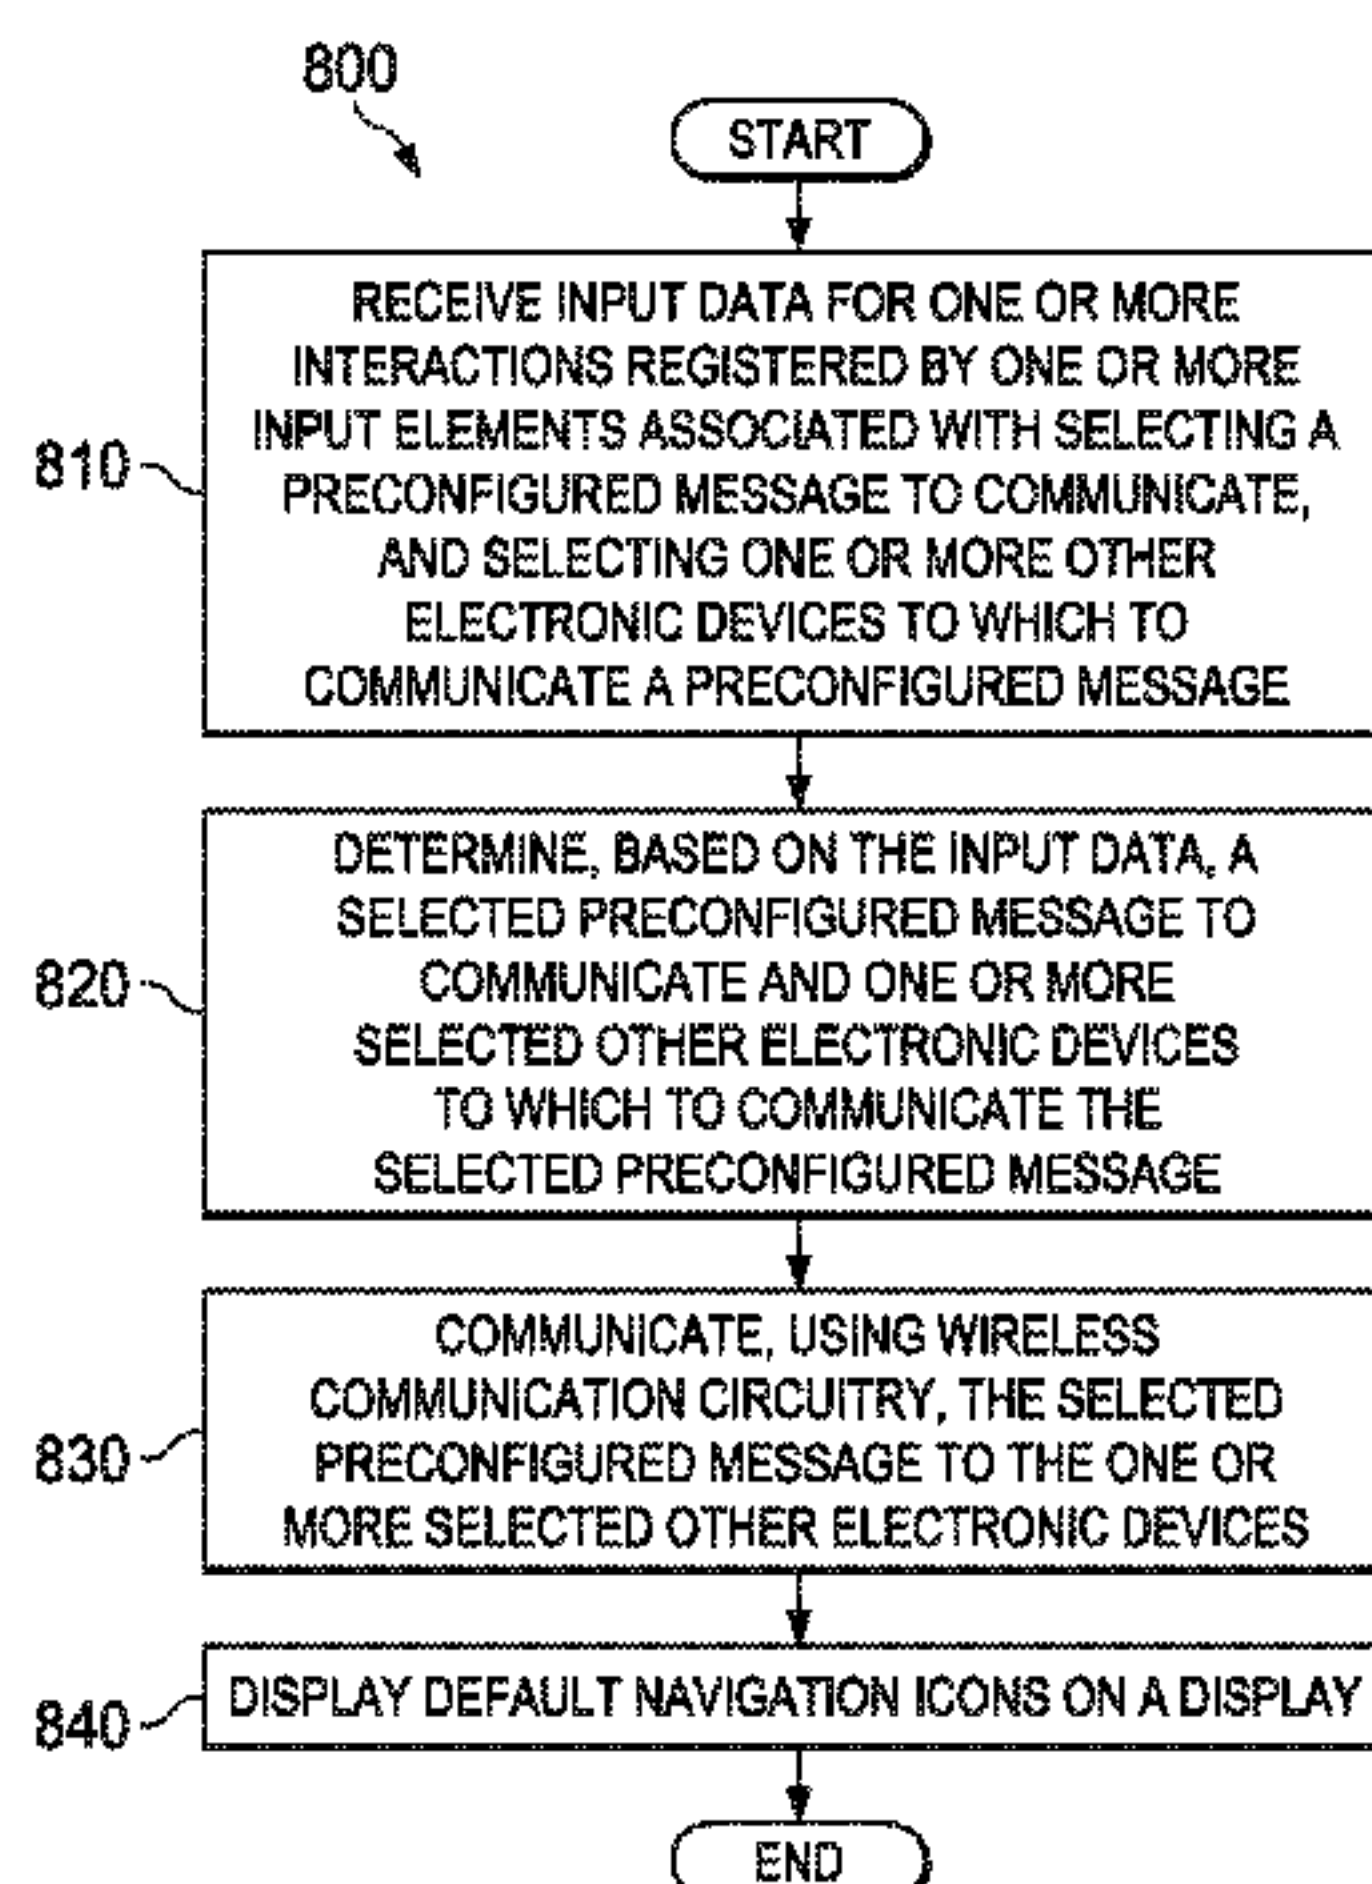 800
START
RECEIVE INPUT DATA FOR ONE OR MORE
INTERACTIONS REGISTERED BY ONE OR MORE
INPUT ELEMENTS ASSOCIATED WITH SELECTING A
PRECONFIGURED MESSAGE TO COMMUNICATE,
AND SELECTING ONE OR MORE OTHER
ELECTRONIC DEVICES TO WHICH TO
COMMUNICATE A PRECONFIGURED MESSAGE
810
DETERMINE, BASED ON THE INPUT DATA, A
SELECTED PRECONFIGURED MESSAGE TO
COMMUNICATE AND ONE OR MORE
SELECTED OTHER ELECTRONIC DEVICES
TO WHICH TO COMMUNICATE THE
SELECTED PRECONFIGURED MESSAGE
820
COMMUNICATE, USING WIRELESS
COMMUNICATION CIRCUITRY, THE SELECTED
PRECONFIGURED MESSAGE TO THE ONE OR
MORE SELECTED OTHER ELECTRONIC DEVICES
830
DISPLAY DEFAULT NAVIGATION ICONS ON A DISPLAY
840
END